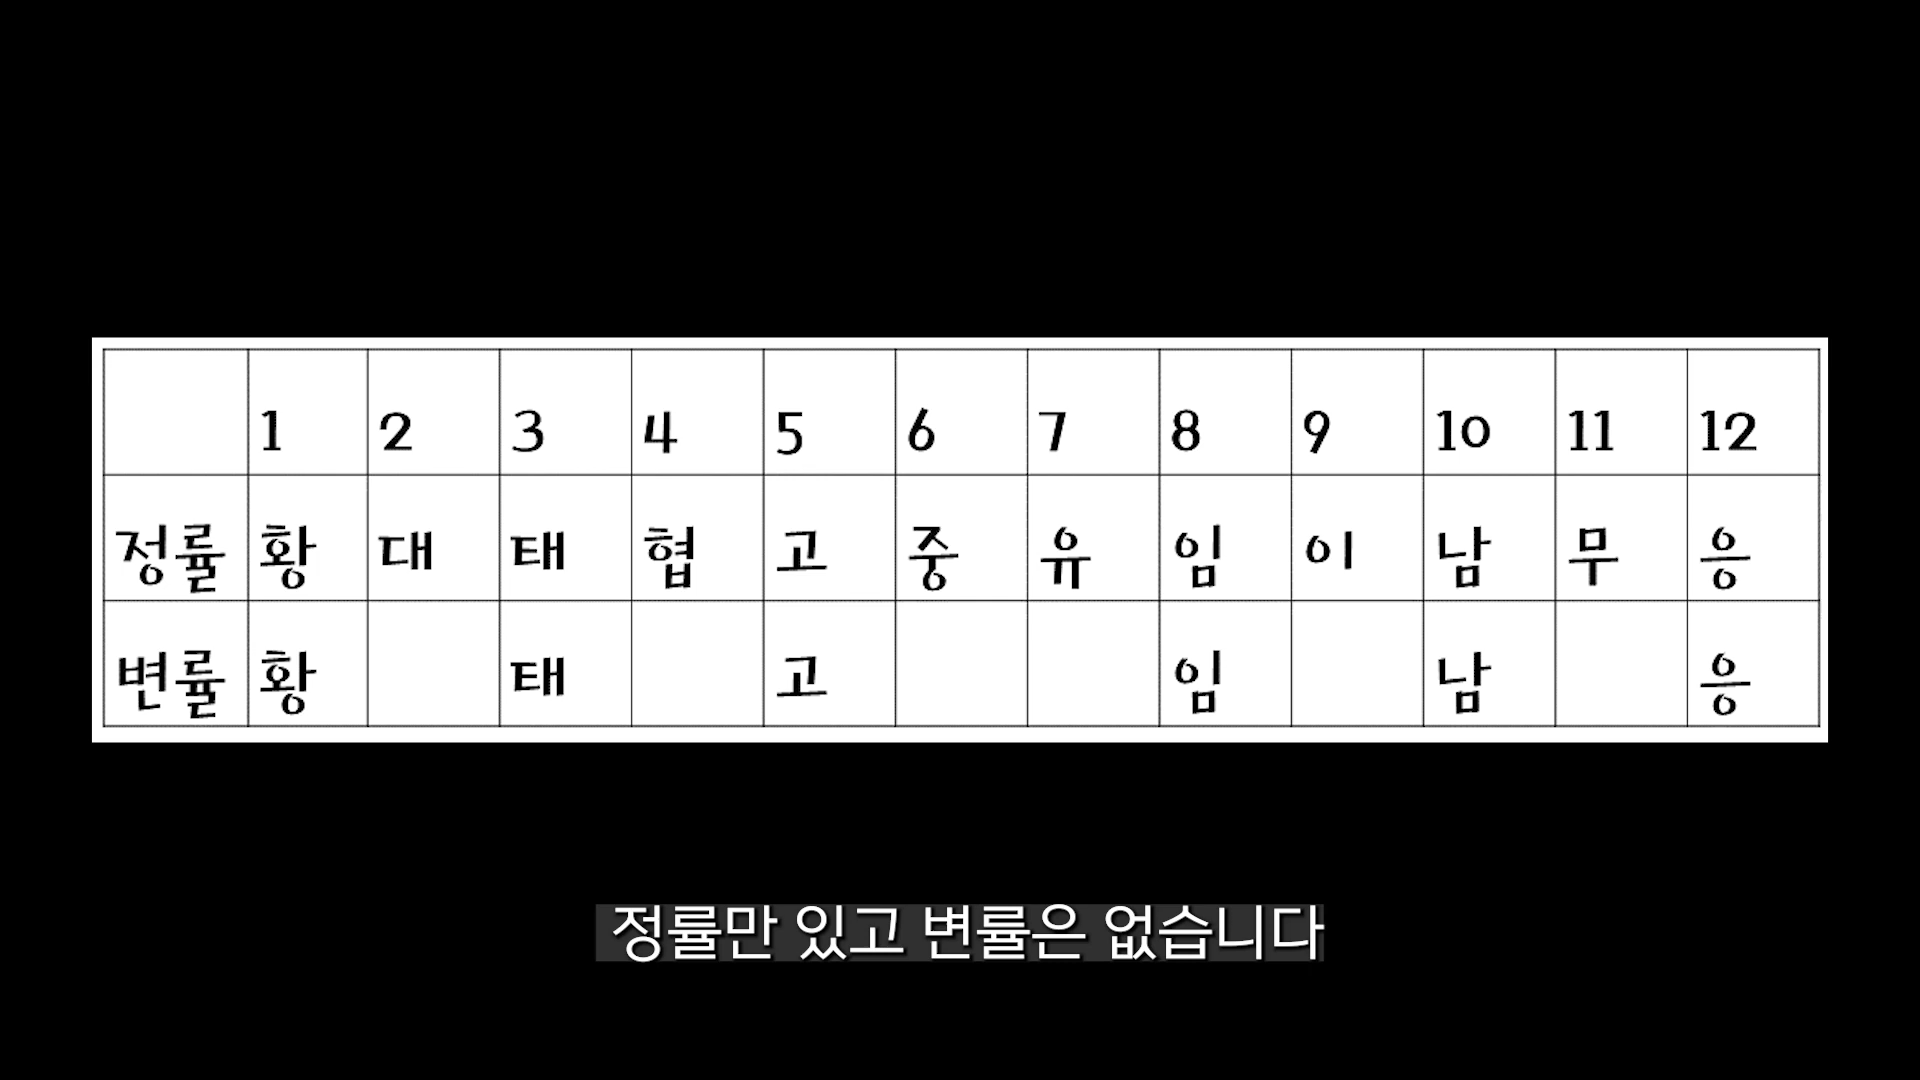 1 2 3 4 5 6 7 8 9 10 11 12
정률 황 대 태 협 고 중 유 임 이 남 무 응
변률 황 태 고 임 남 응
정률만 있고 변률은 없습니다